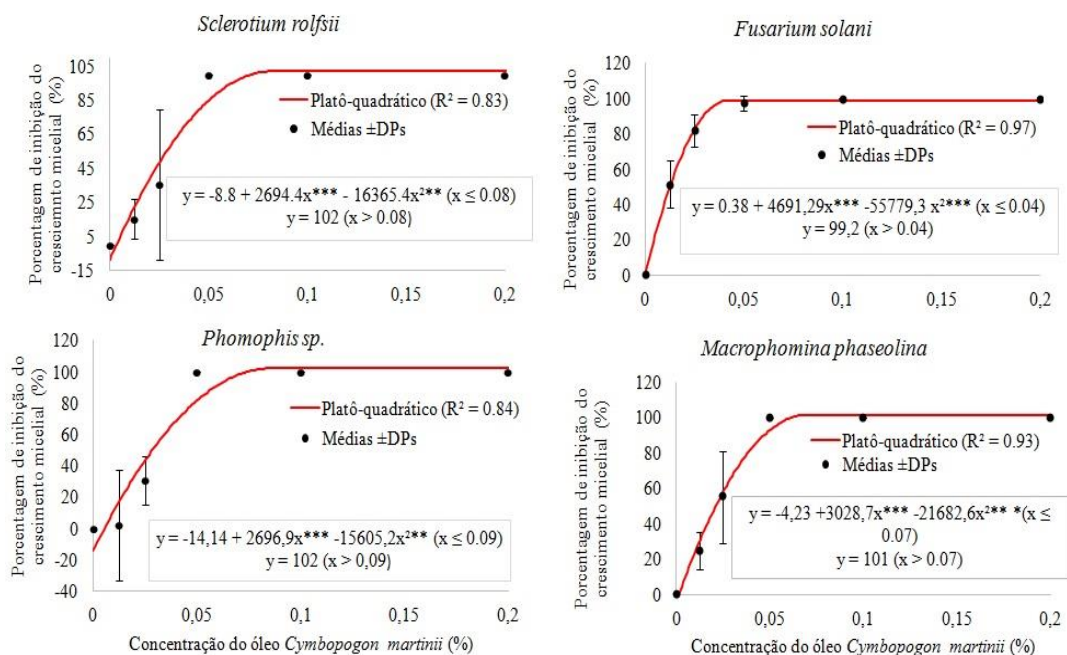 Sclerotium rolfsii
Porcentagem de inibição do
cresciemnto micelial (%)
105
85
65
45
25
5
-15
Platô-quadrático (R² = 0.83)
Médias ±DPs
y = -8.8 + 2694.4x*** - 16365.4x²** (x ≤ 0.08)
y = 102 (x > 0.08)
0 0,05 0,1 0,15 0,2
Fusarium solani
Porcentagem de inibição do
crescimento micelial (%)
120
100
80
60
40
20
0
Platô-quadrático (R² = 0.97)
Médias ±DPs
y = 0.38 + 4691,29x*** -55779,3 x²*** (x ≤ 0.04)
y = 99,2 (x > 0.04)
0 0,05 0,1 0,15 0,2
Phomophis sp.
Porcentagem de inibição do
crescimento micelial (%)
120
100
80
60
40
20
0
-20
-40
Platô-quadrático (R² = 0.84)
Médias ±DPs
y = -14,14 + 2696,9x*** -15605,2x²** (x ≤ 0.09)
y = 102 (x > 0,09)
0 0,05 0,1 0,15 0,2
Concentração do óleo Cymbopogon martinii (%)
Macrophomina phaseolina
Porcentagem de inibição do
crescimento micelial (%)
120
100
80
60
40
20
0
Platô-quadrático (R² = 0.93)
Médias ±DPs
y = -4,23 +3028,7x*** -21682,6x²** *(x ≤
0.07)
y = 101 (x > 0.07)
0 0,05 0,1 0,15 0,2
Concentração do óleo Cymbopogon martinii (%)